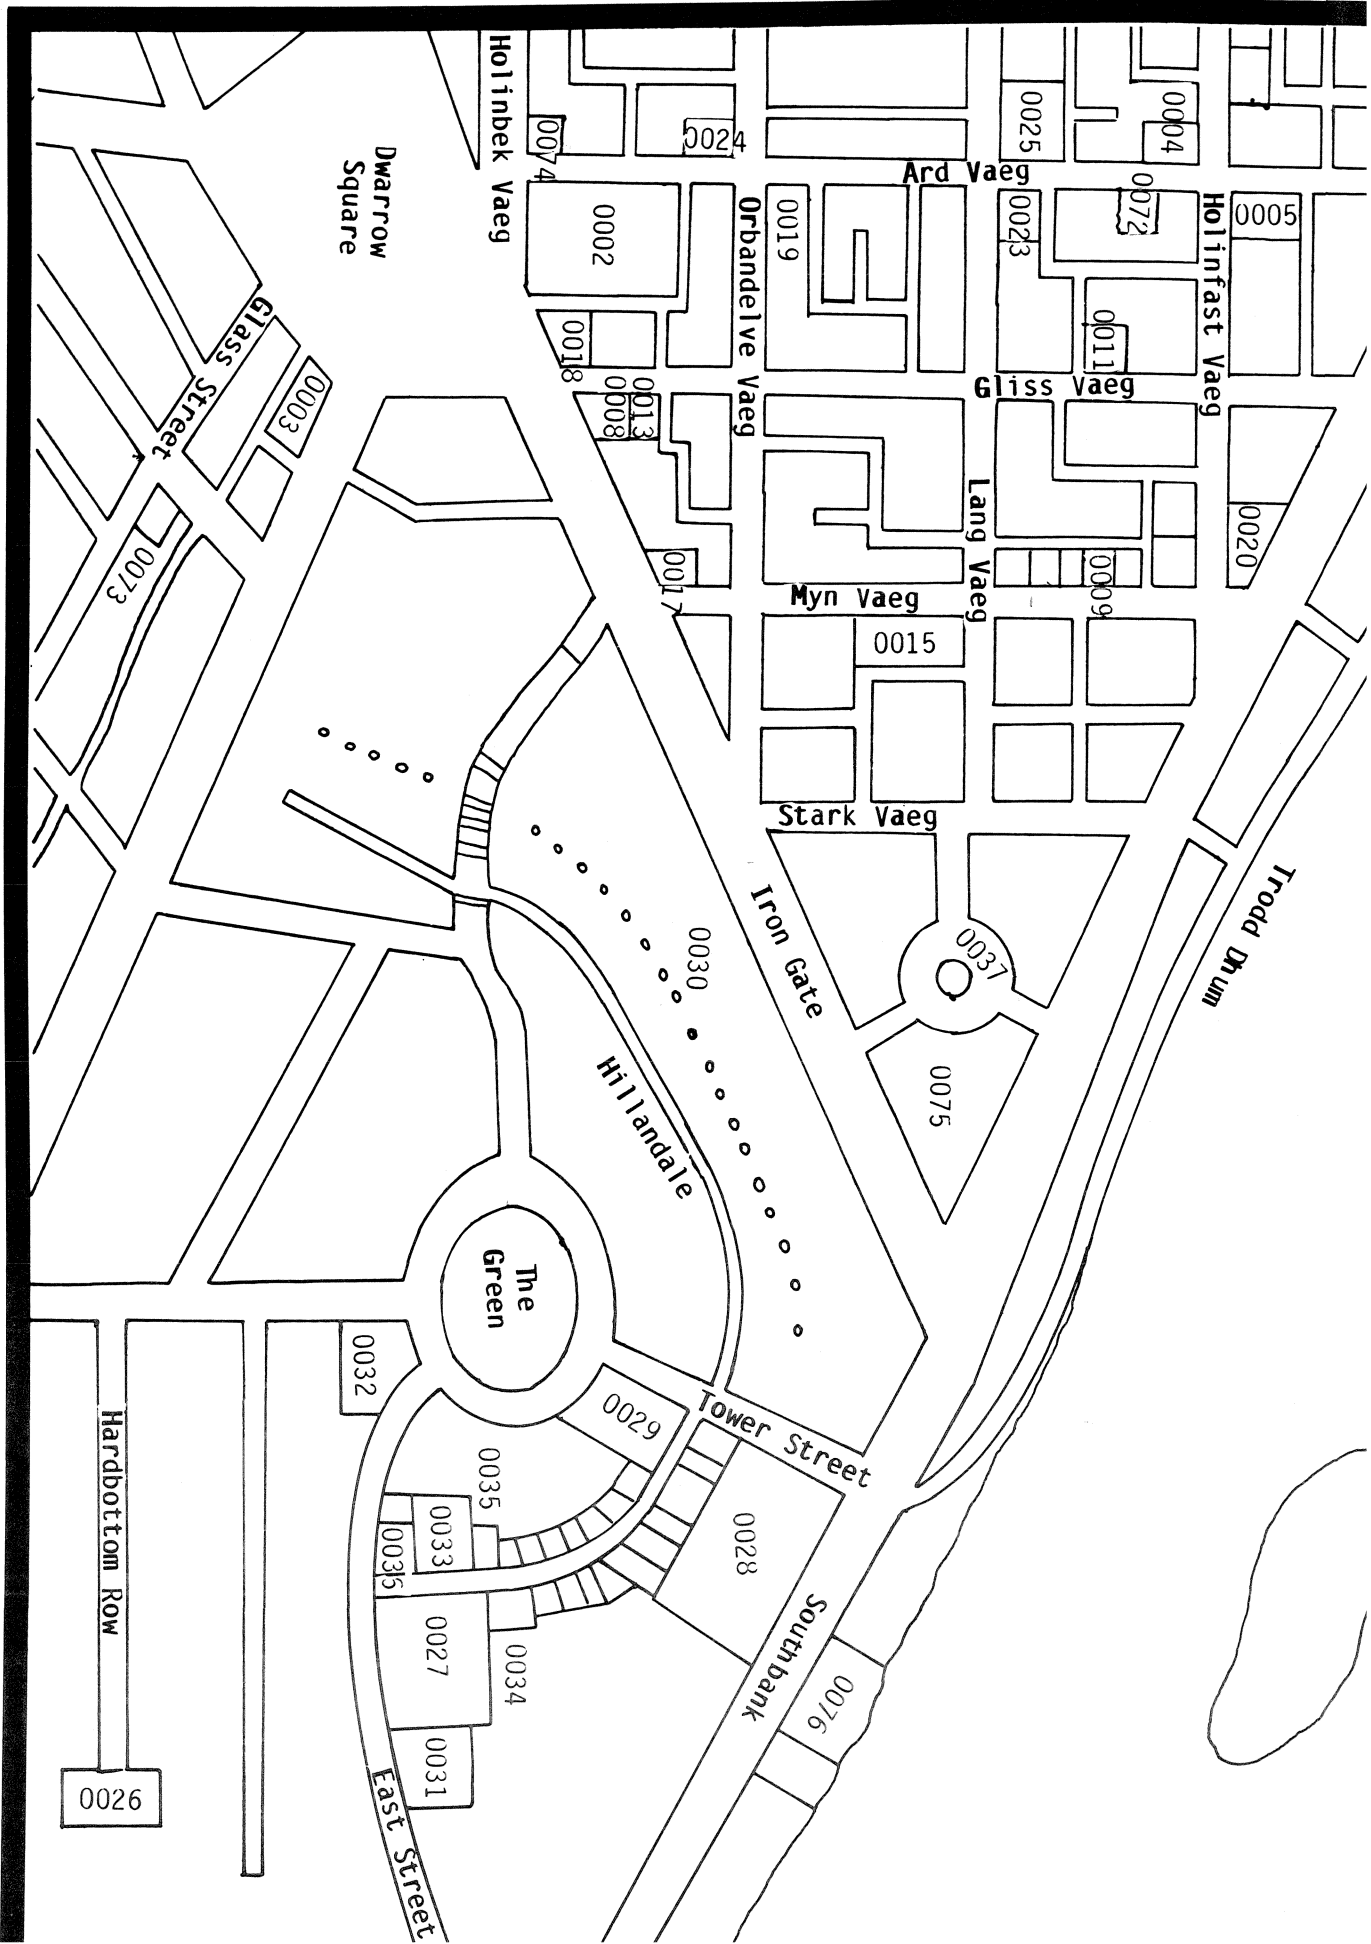 Holinbek Vaeg
0074
0024
0025
0004
Ard Vaeg
Dwarrow
Square
0002
Orbandelve Vaeg
0019
0023
0072
Holinfast Vaeg
0005
Glass Street
0003
0018
0008
0013
0011
Gliss Vaeg
Lang Vaeg
0020
0073
0017
Myn Vaeg
0009
0015
Stark Vaeg
Trodd Dhum
Iron Gate
0037
0030
0075
Hillandale
The
Green
0032
0029
Tower Street
Hardbottom Row
0035
0033
0036
0028
0027
0034
Southbank
0076
0031
0026
East Street